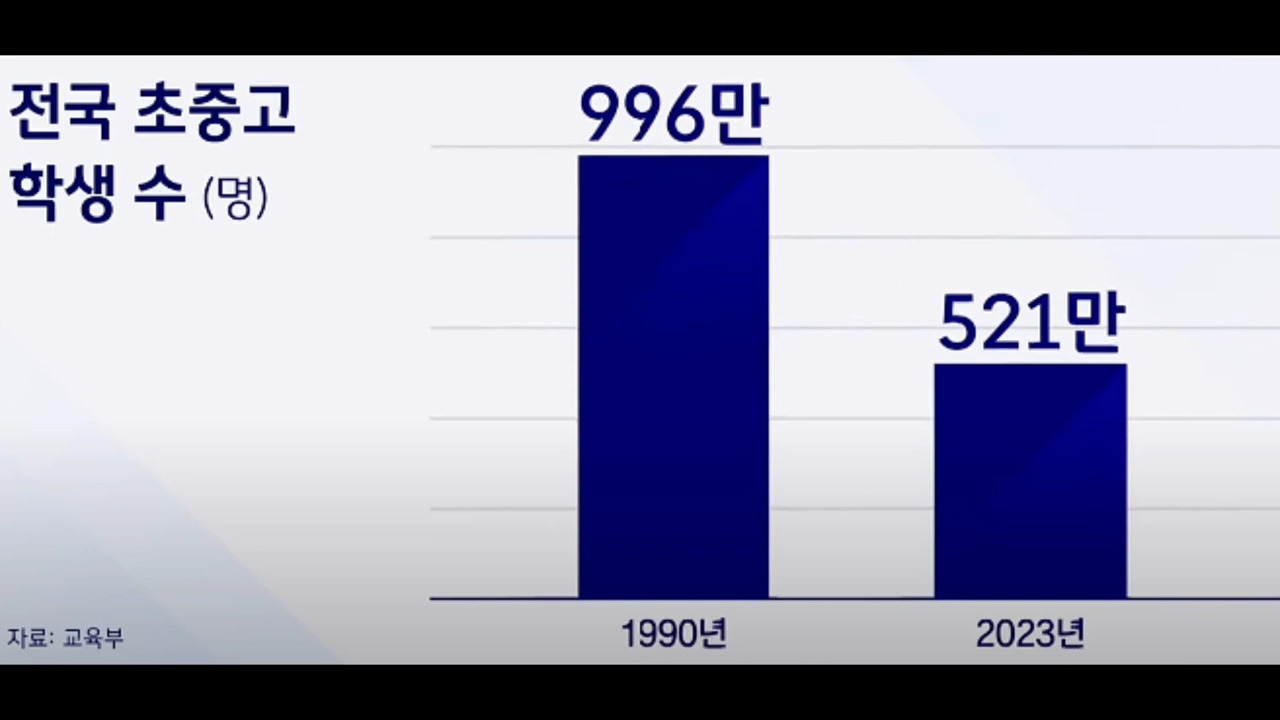 전국 초중고
학생 수 (명)
996만
521만
1990년
2023년
자료: 교육부